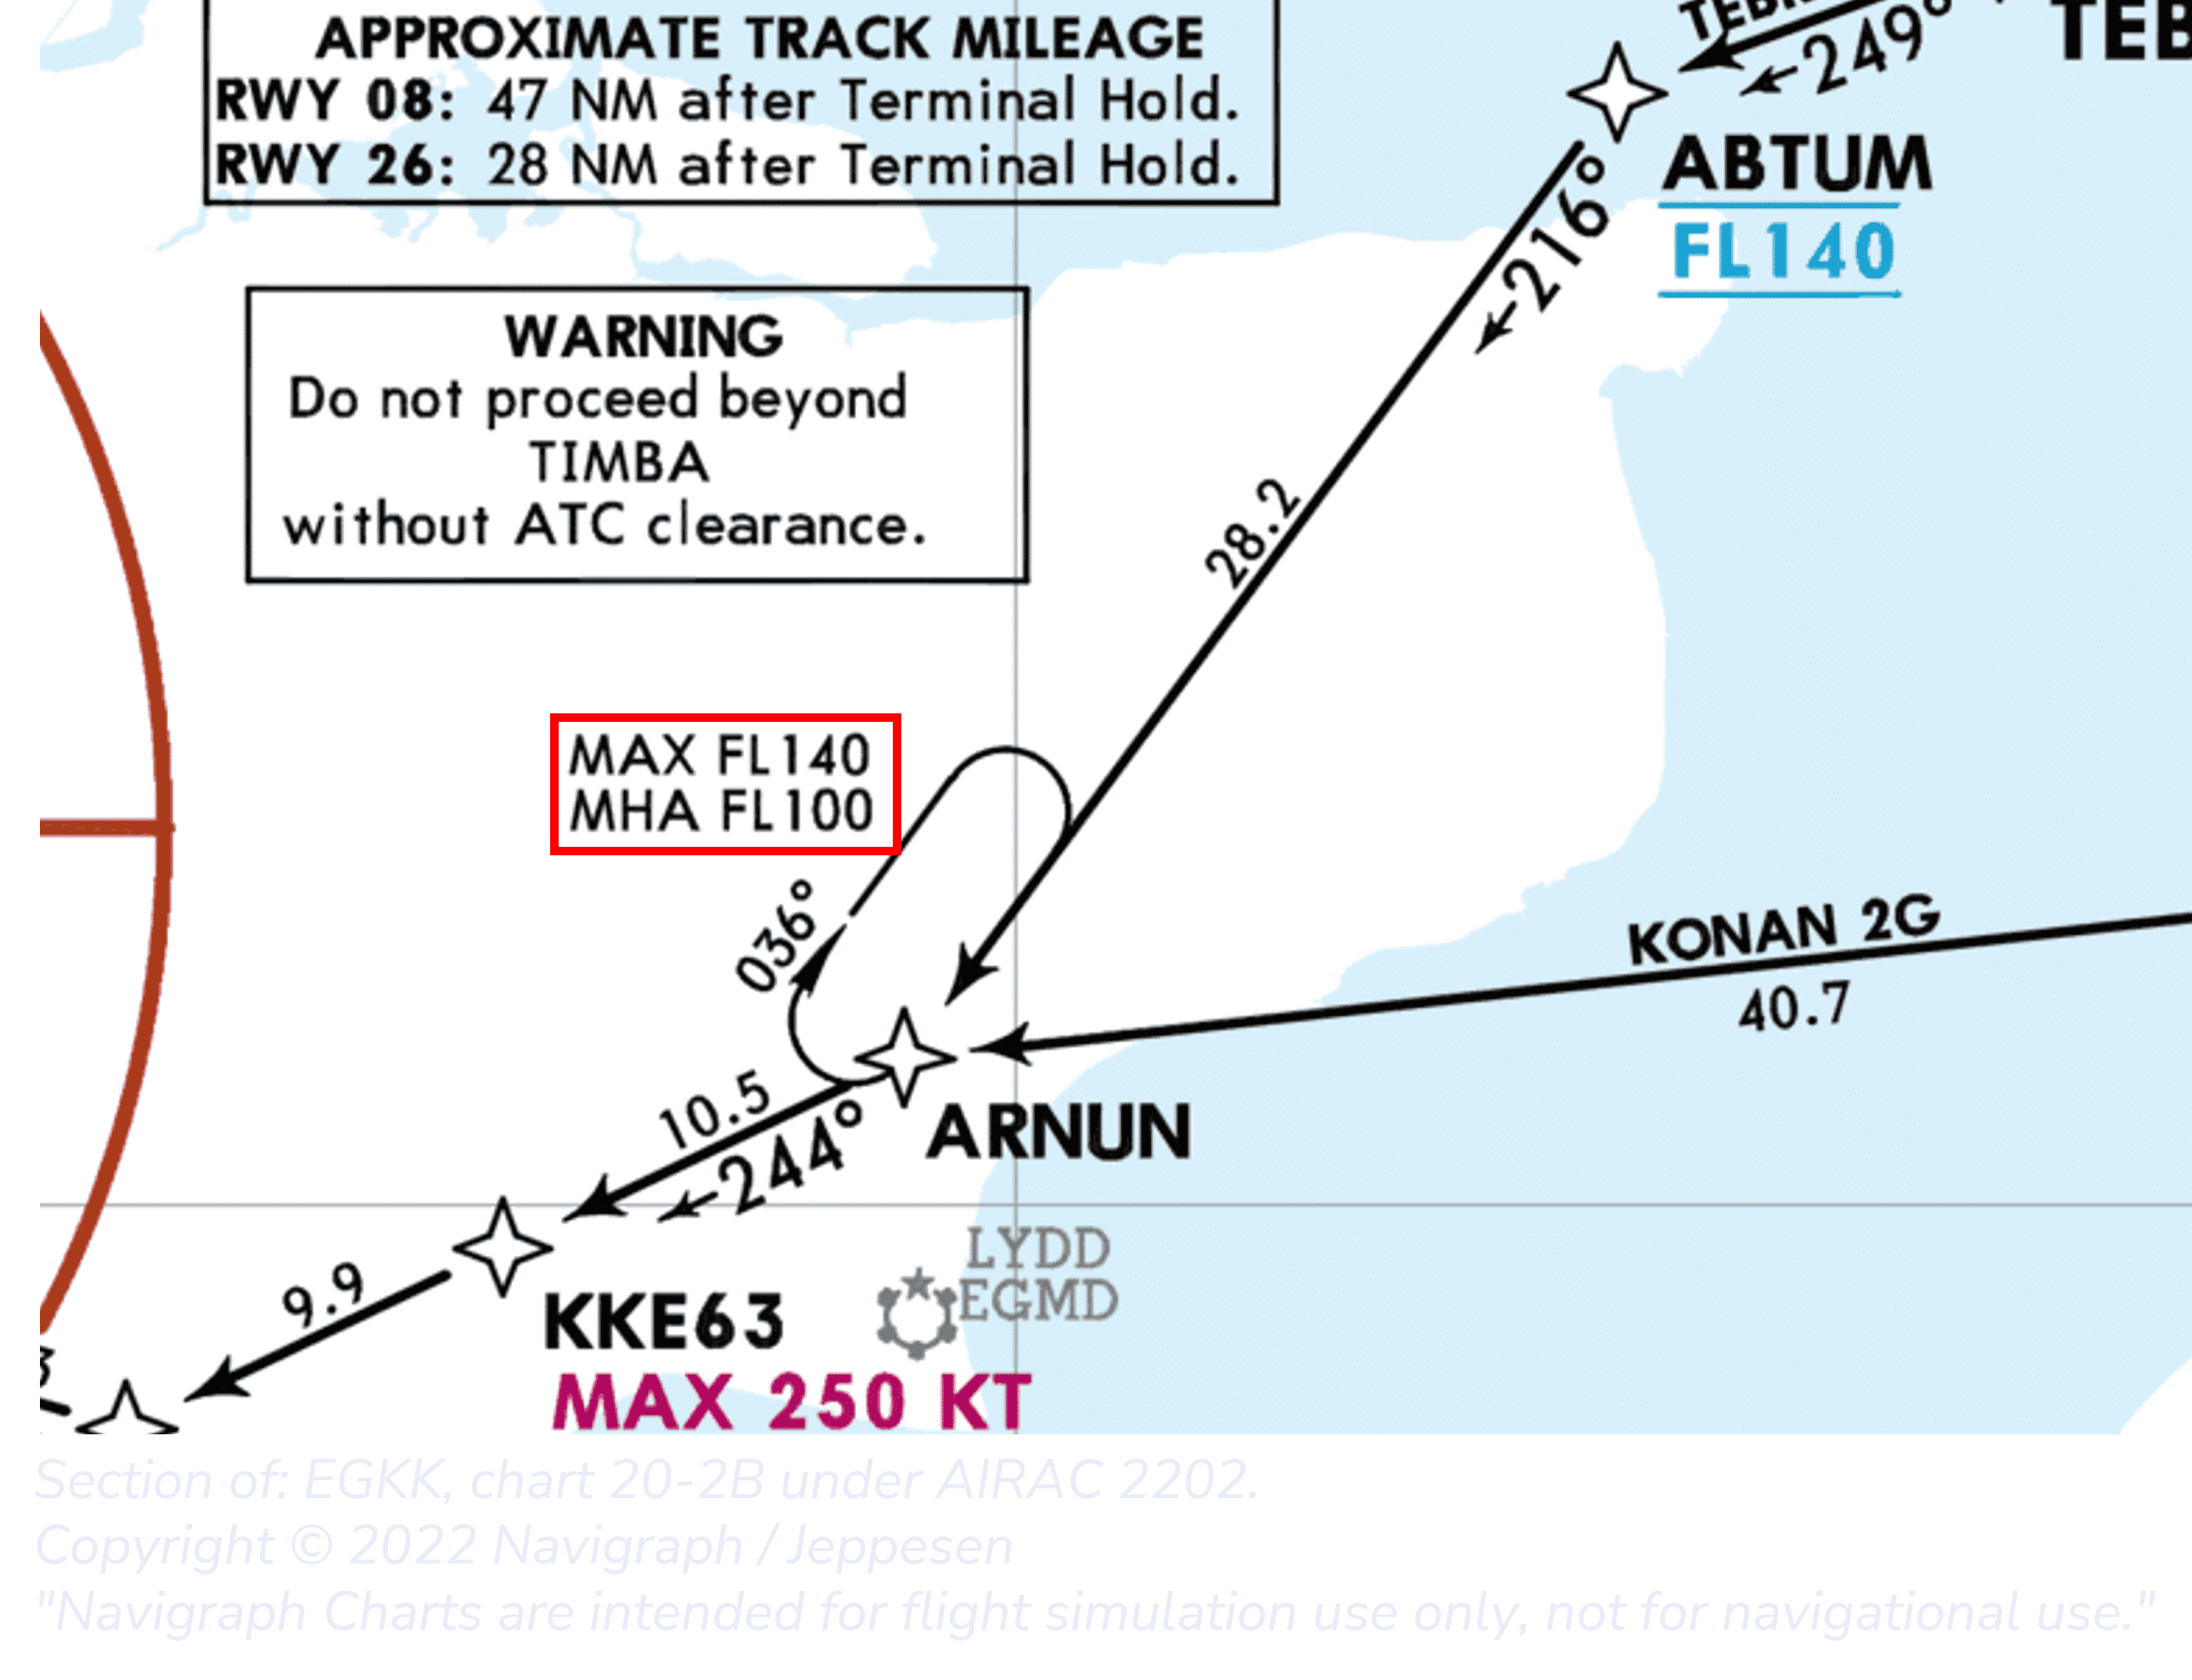 APPROXIMATE TRACK MILEAGE
RWY 08: 47 NM after Terminal Hold.
RWY 26: 28 NM after Terminal Hold.
249°
ABTUM
FL140
216°
WARNING
Do not proceed beyond
TIMBA
without ATC clearance.
28.2
MAX FL140
MHA FL100
036°
KONAN 2G
40.7
ARNUN
10.5
244°
LYDD
EGMD
9.9
KKE63
MAX 250 KT
Section of: EGKK, chart 20-2B under AIRAC 2202.
Copyright © 2022 Navigraph / Jeppesen
"Navigraph Charts are intended for flight simulation use only, not for navigational use."